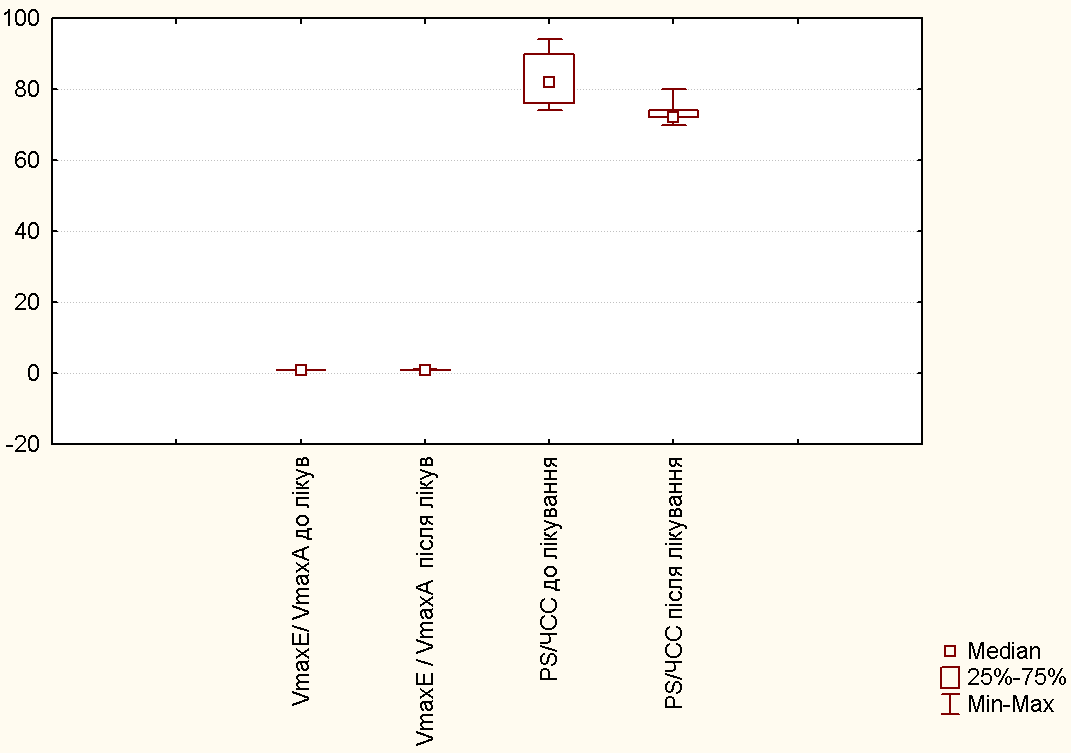 100
80
60
40
20
0
-20
VmaxE/ VmaxA до лікув
VmaxE / VmaxA  після лікув
PS/ЧСС до лікування
PS/ЧСС після лікування
Median
25%-75%
Min-Max